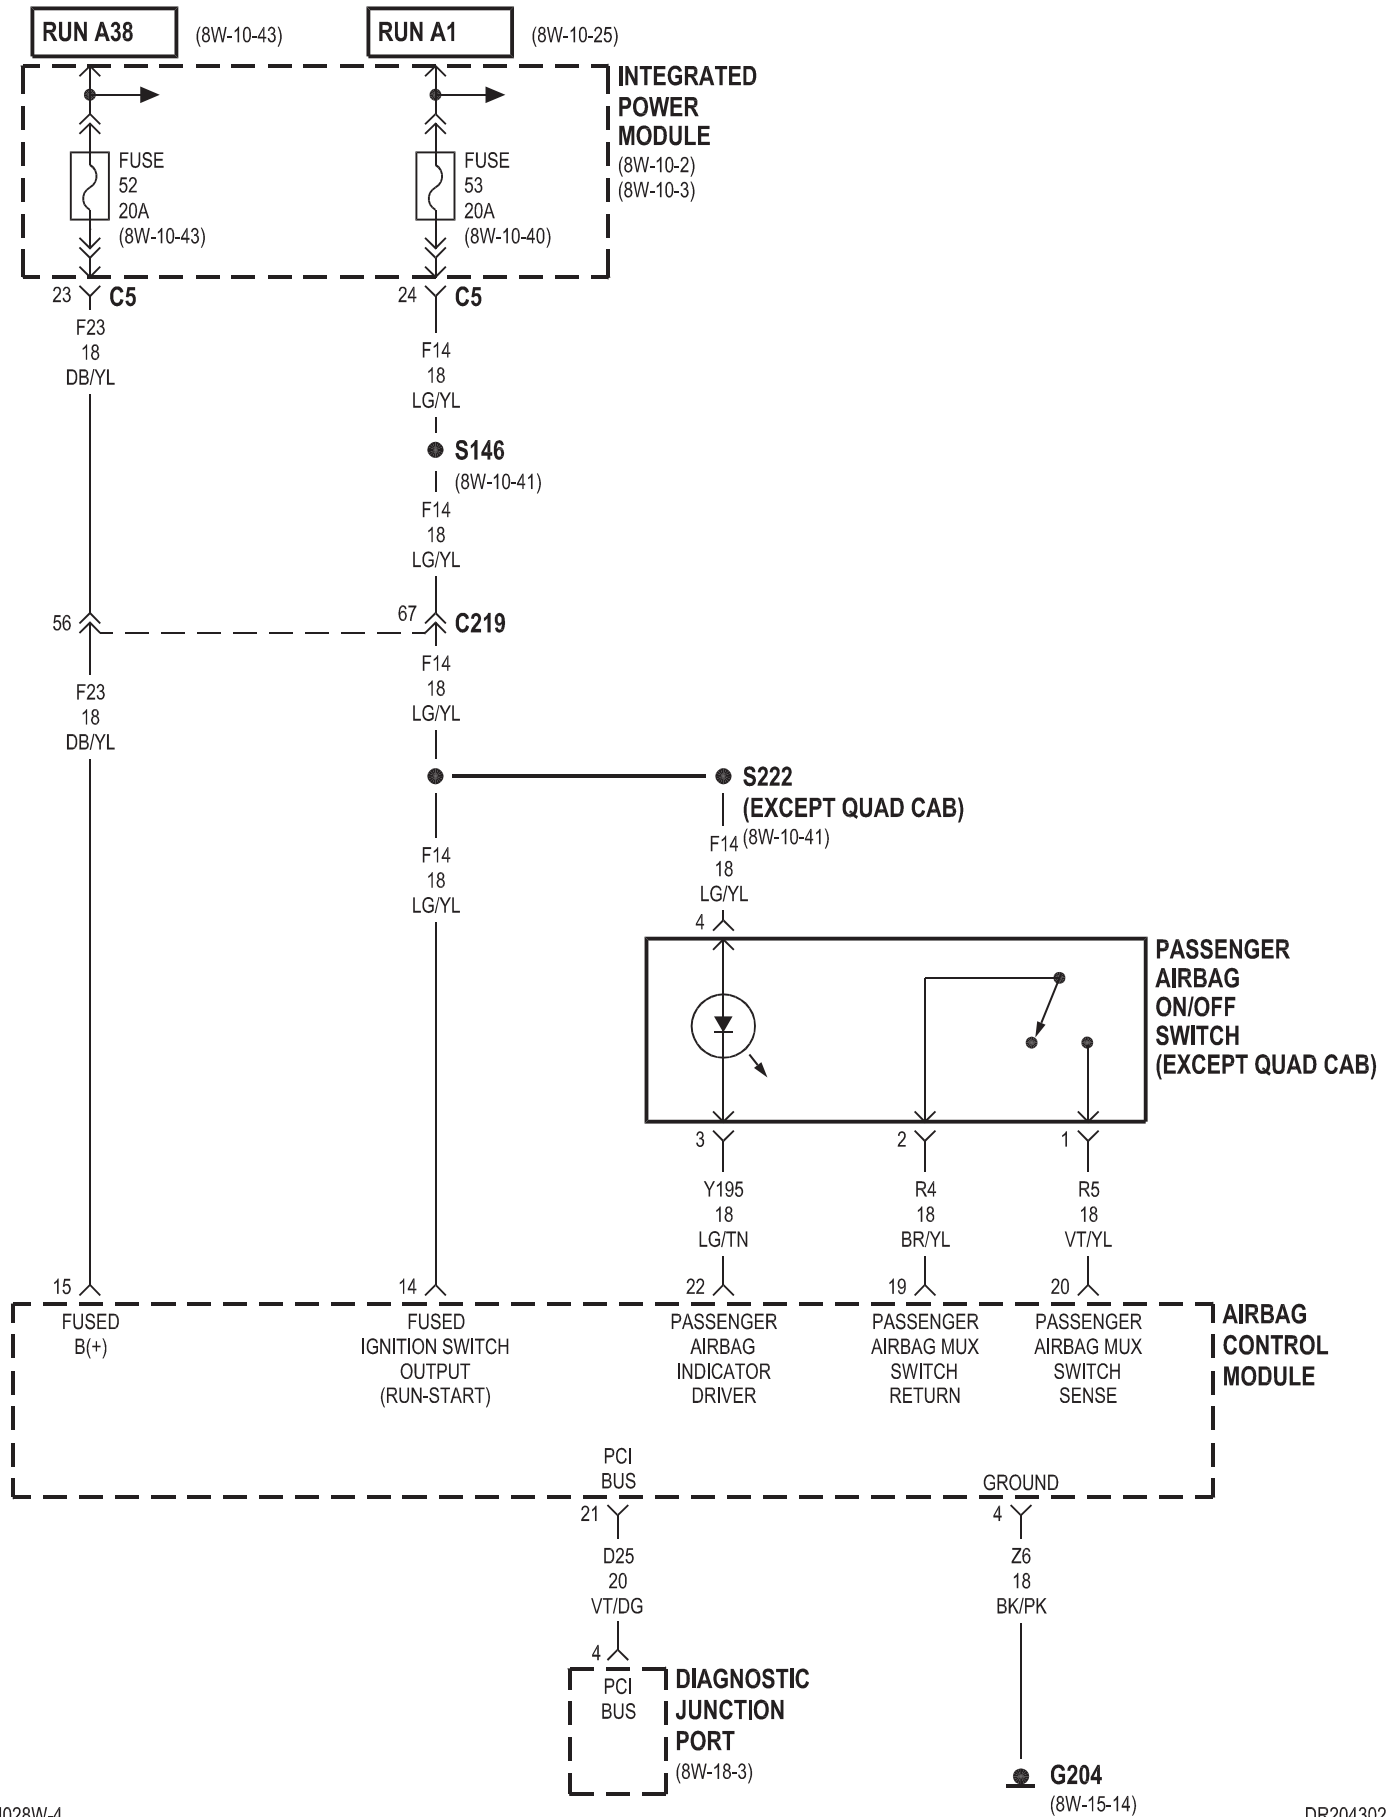 RUN A38 (8W-10-43) RUN A1 (8W-10-25)
INTEGRATED
POWER
MODULE
(8W-10-2)
(8W-10-3)
FUSE
52
20A
(8W-10-43)
FUSE
53
20A
(8W-10-40)
23 C5
24 C5
F23
18
DB/YL
F14
18
LG/YL
S146
(8W-10-41)
F14
18
LG/YL
56
67
C219
F23
18
DB/YL
F14
18
LG/YL
S222
(EXCEPT QUAD CAB)
(8W-10-41)
F14
18
LG/YL
F14
18
LG/YL
4
PASSENGER
AIRBAG
ON/OFF
SWITCH
(EXCEPT QUAD CAB)
3 2 1
Y195
18
LG/TN
R4
18
BR/YL
R5
18
VT/YL
15 14 22 19 20
FUSED
B(+)
FUSED
IGNITION SWITCH
OUTPUT
(RUN-START)
PASSENGER
AIRBAG
INDICATOR
DRIVER
PASSENGER
AIRBAG MUX
SWITCH
RETURN
PASSENGER
AIRBAG MUX
SWITCH
SENSE
AIRBAG
CONTROL
MODULE
PCI
BUS
GROUND
21
4
D25
20
VT/DG
Z6
18
BK/PK
4
PCI
BUS
DIAGNOSTIC
JUNCTION
PORT
(8W-18-3)
G204
(8W-15-14)
028W-4
DR204302